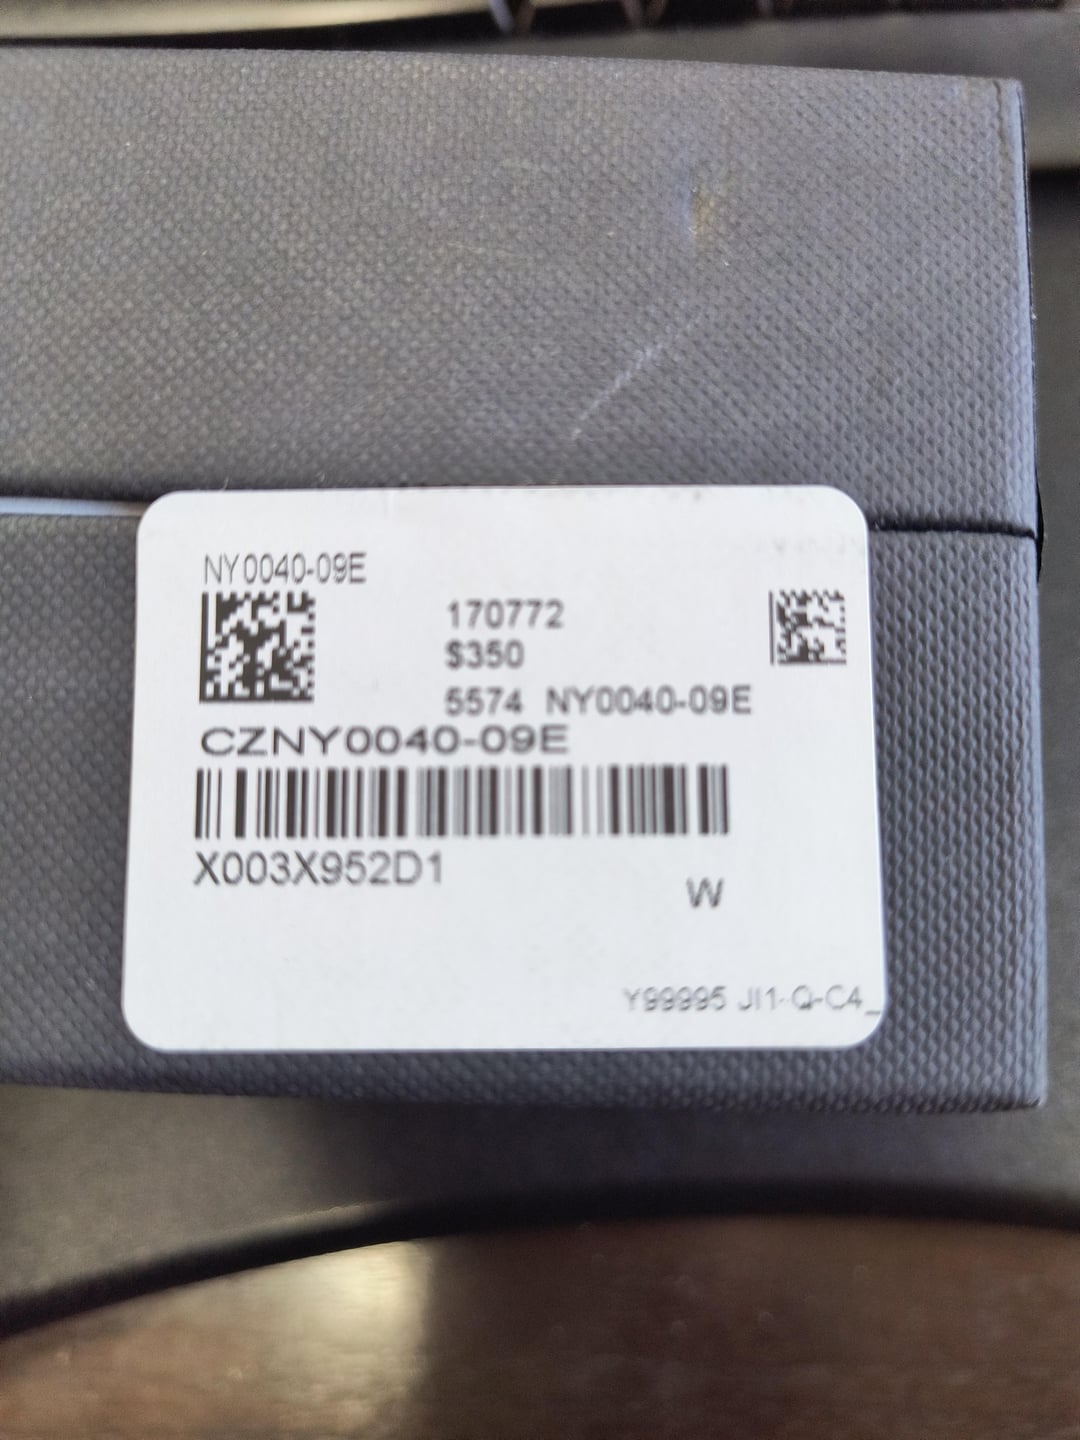 NY0040-09E
170772
$350
5574 NY0040-09E
CZNY0040-09E
X003X952D1
W
Y99995 JI1-Q-C4_